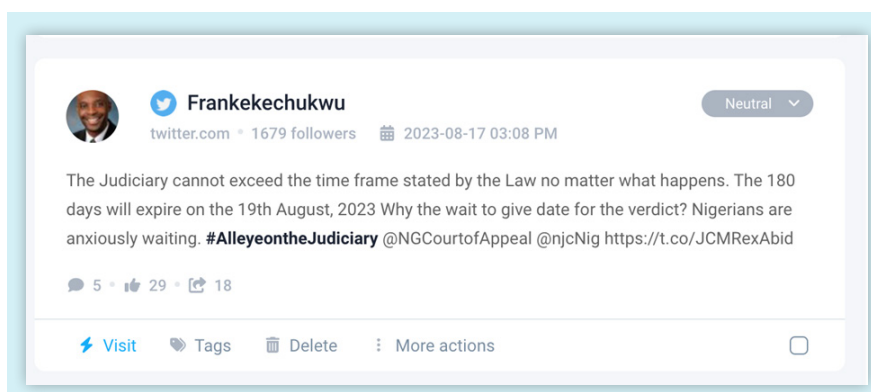 Frankekechukwu
Neutral
twitter.com • 1679 followers 2023-08-17 03:08 PM
The Judiciary cannot exceed the time frame stated by the Law no matter what happens. The 180
days will expire on the 19th August, 2023 Why the wait to give date for the verdict? Nigerians are
anxiously waiting. #AlleyeontheJudiciary @NGCourtofAppeal @njcNig https://t.co/JCMRexAbid
5 • 29 • 18
Visit Tags Delete More actions